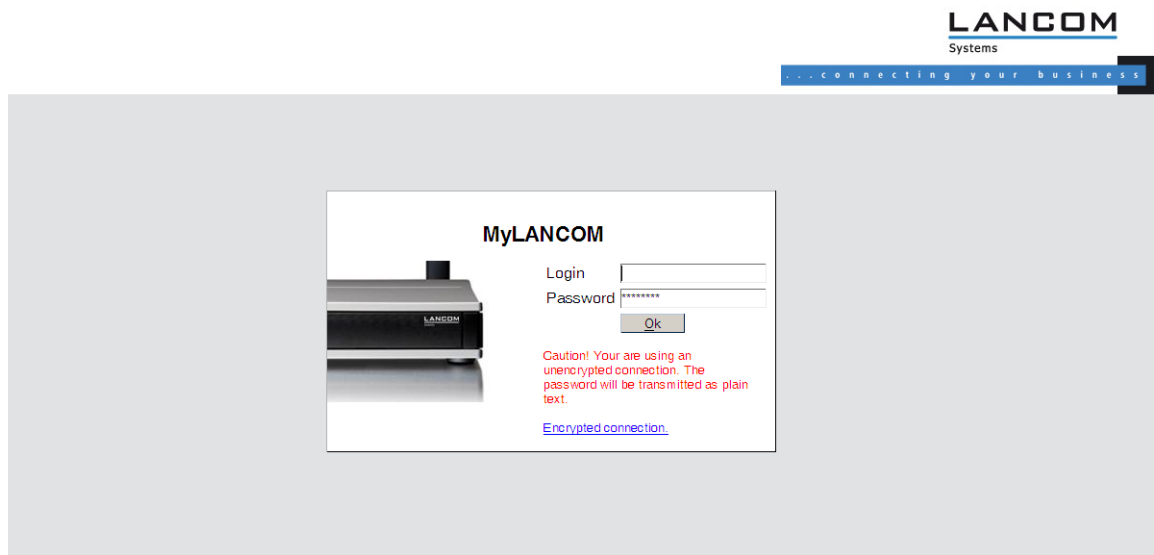 LANCOM
Systems
...connecting your business
MyLANCOM
Login
Password ********
Ok
LANCOM
Caution! Your are using an
unencrypted connection. The
password will be transmitted as plain
text.
Encrypted connection.